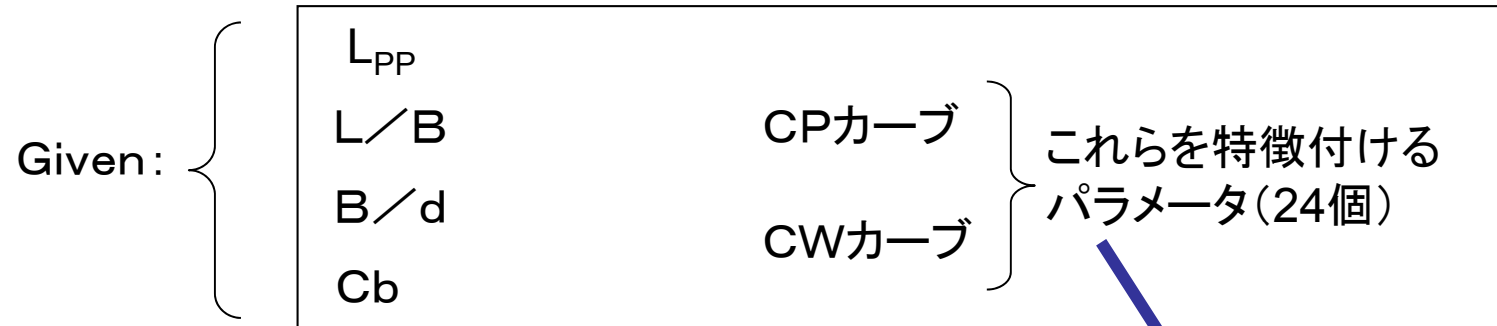 Given:
L_PP
L/B
B/d
Cb
CPカーブ
CWカーブ
これらを特徴付ける
パラメータ(24個)